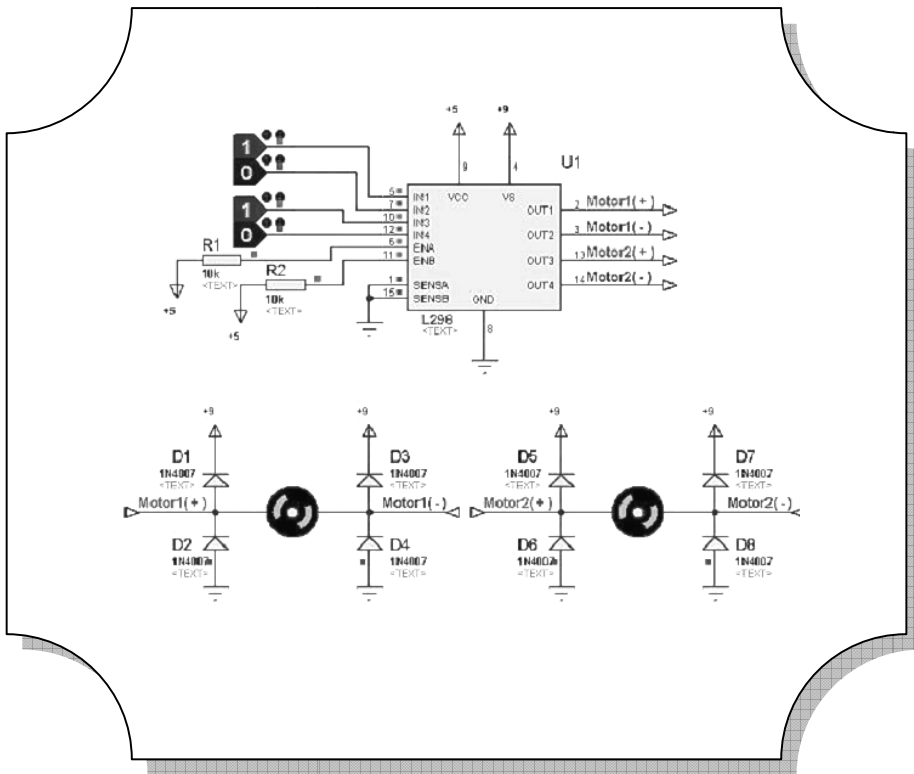 +5 +9
U1
1
0
1
0
9 4
5 IN1 VCC VS OUT1 2 Motor1(+)
7 IN2 OUT2 3 Motor1(-)
10 IN3 OUT3 13 Motor2(+)
12 IN4 OUT4 14 Motor2(-)
6 ENA
11 ENB
1 SENSA
15 SENSB
GND
8
L298
<TEXT>
R1
10k
<TEXT>
+5
R2
10k
<TEXT>
+5
+9 +9 +9 +9
D1 D3 D5 D7
1N4007 1N4007 1N4007 1N4007
<TEXT> <TEXT> <TEXT> <TEXT>
Motor1(+) Motor1(-) Motor2(+) Motor2(-)
D2 D4 D6 D8
1N4007 1N4007 1N4007 1N4007
<TEXT> <TEXT> <TEXT> <TEXT>